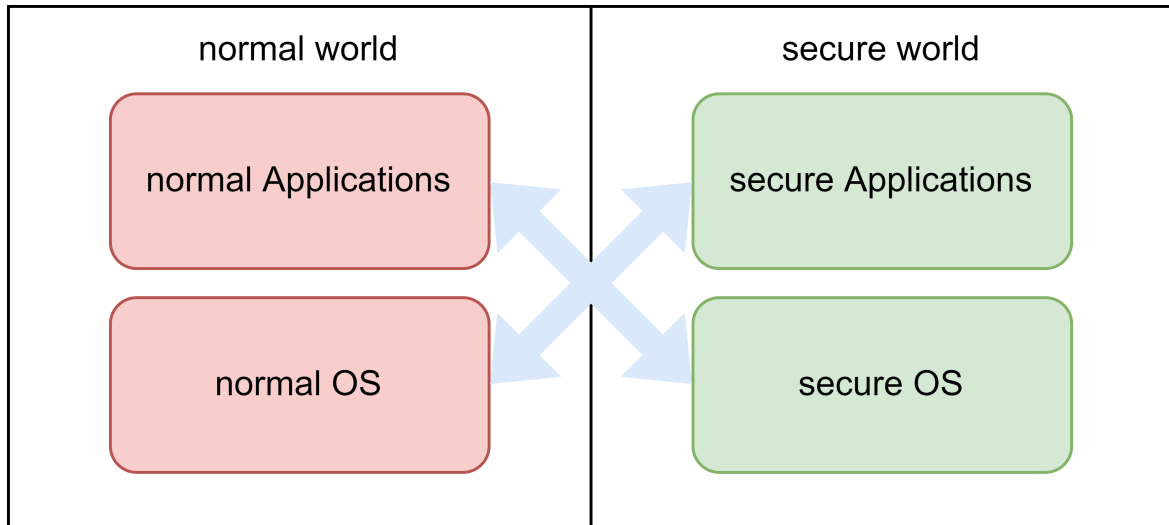 normal world
secure world
normal Applications
secure Applications
normal OS
secure OS